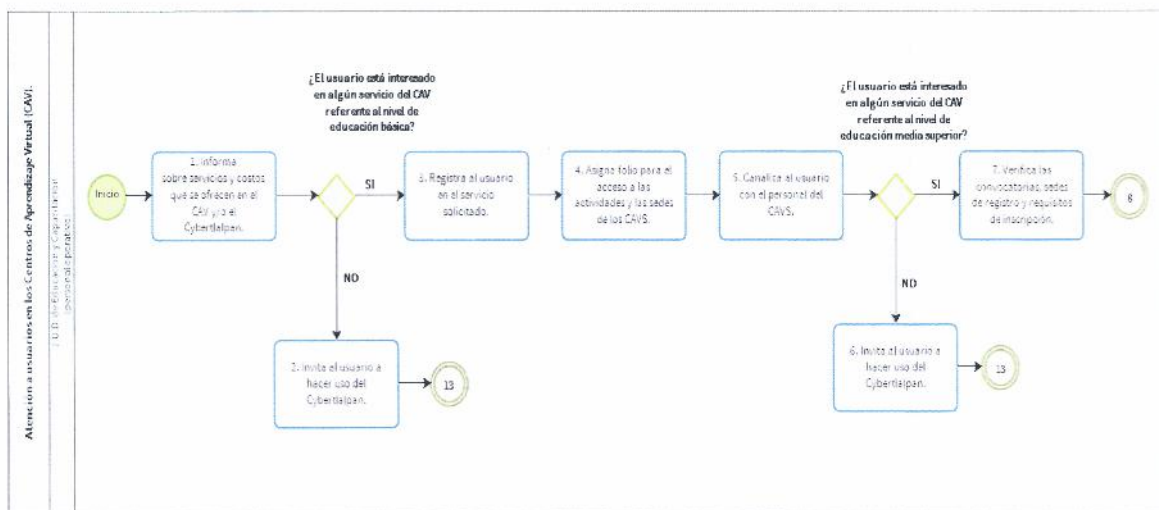 Atención a usuarios en los Centros de Aprendizaje Virtual (CAV).
J.U.D. de Educación y Capacitación
(personal operativo)
Inicio
1. Informa
sobre servicios y costos
que se ofrecen en el
CAV y/o el
Cybertlalpan.
¿El usuario está interesado
en algún servicio del CAV
referente al nivel de
educación básica?
SI
NO
2. Invita al usuario a
hacer uso del
Cybertlalpan.
13
3. Registra al usuario
en el servicio
solicitado.
4. Asigna folio para el
acceso a las
actividades y las sedes
de los CAVS.
5. Canaliza al usuario
con el personal del
CAVS.
¿El usuario está interesado
en algún servicio del CAV
referente al nivel de
educación media superior?
SI
NO
6. Invita al usuario a
hacer uso del
Cybertlalpan.
13
7. Verifica las
convocatorias, sedes
de registro y requisitos
de inscripción.
8